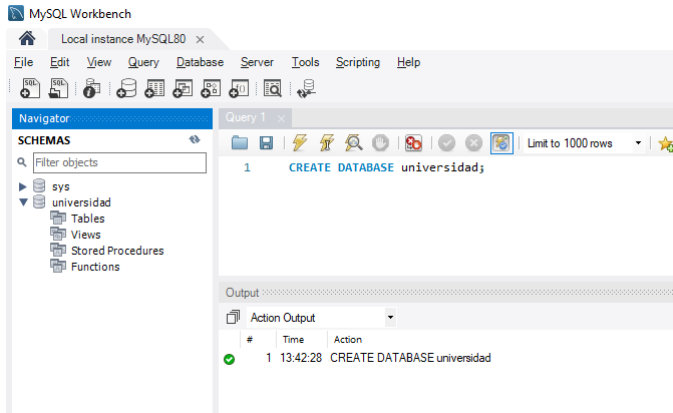 MySQL Workbench
Local instance MySQL80
File Edit View Query Database Server Tools Scripting Help
SQL SQL
Navigator
SCHEMAS
Filter objects
sys
universidad
Tables
Views
Stored Procedures
Functions
Query 1
Limit to 1000 rows
1 CREATE DATABASE universidad;
Output
Action Output
# Time Action
1 13:42:28 CREATE DATABASE universidad